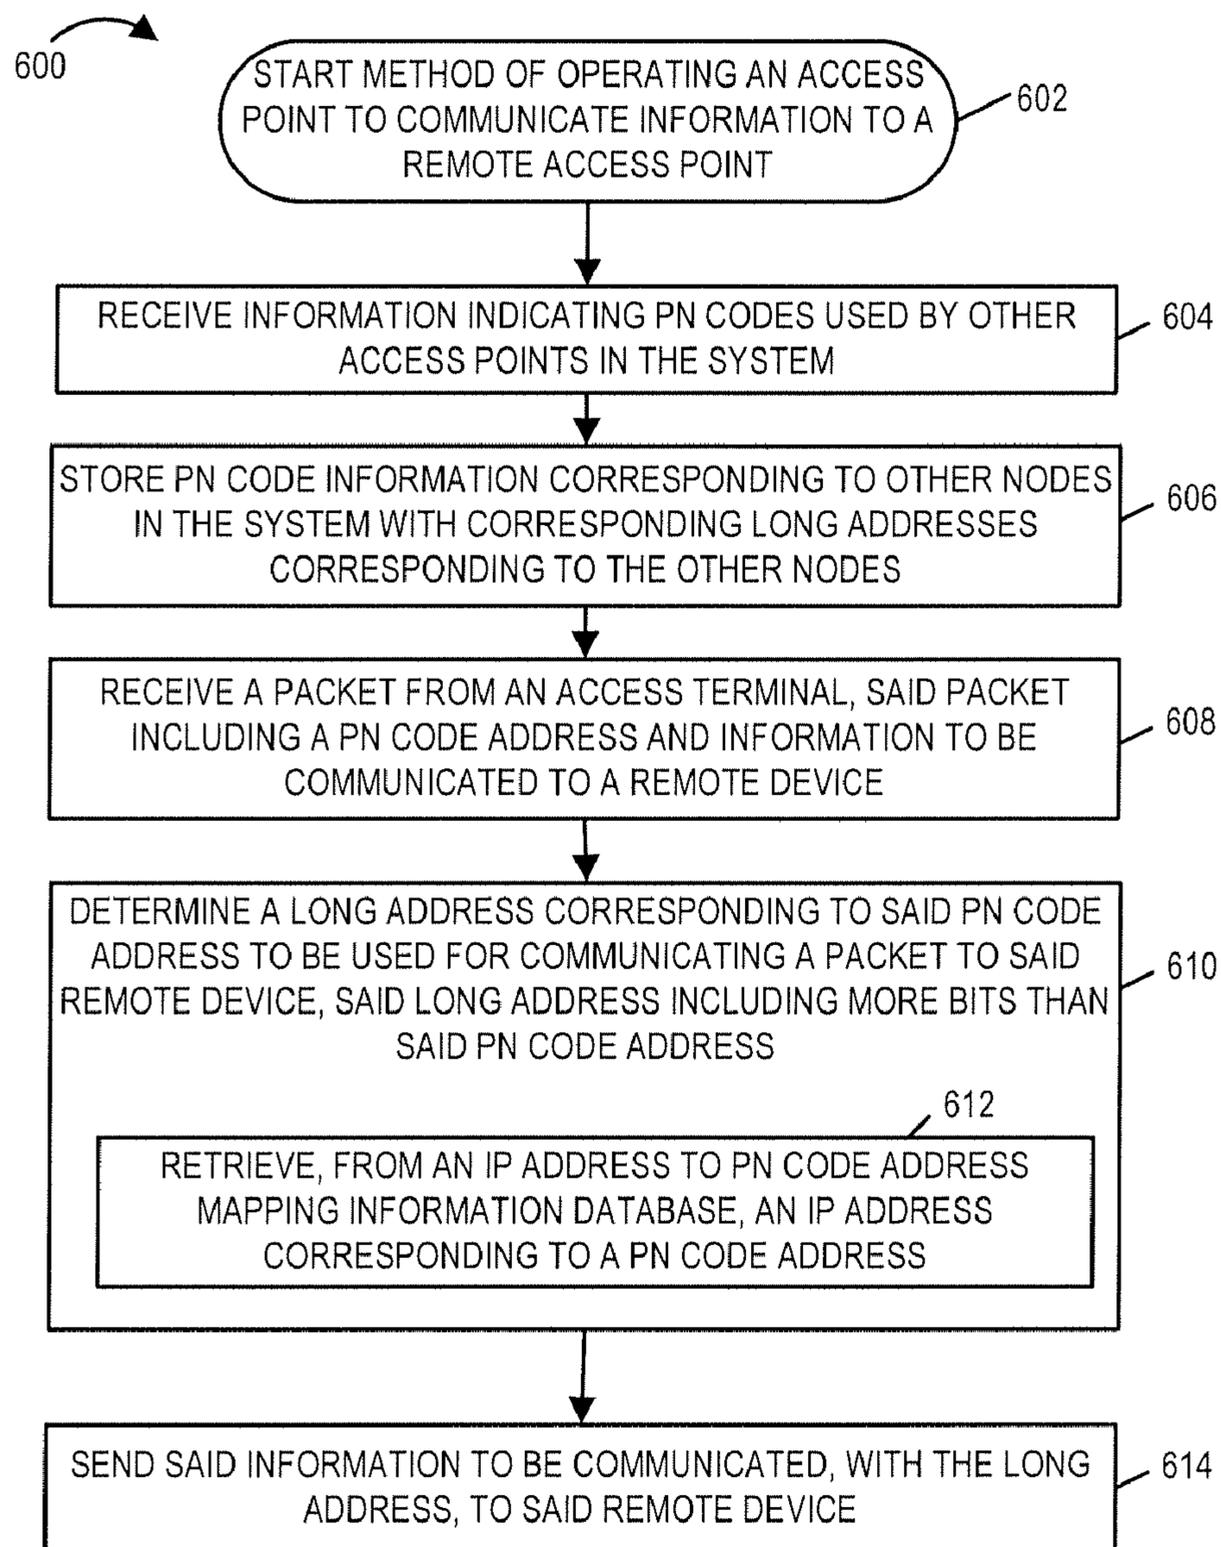 600
START METHOD OF OPERATING AN ACCESS
POINT TO COMMUNICATE INFORMATION TO A
REMOTE ACCESS POINT
602
RECEIVE INFORMATION INDICATING PN CODES USED BY OTHER
ACCESS POINTS IN THE SYSTEM
604
STORE PN CODE INFORMATION CORRESPONDING TO OTHER NODES
IN THE SYSTEM WITH CORRESPONDING LONG ADDRESSES
CORRESPONDING TO THE OTHER NODES
606
RECEIVE A PACKET FROM AN ACCESS TERMINAL, SAID PACKET
INCLUDING A PN CODE ADDRESS AND INFORMATION TO BE
COMMUNICATED TO A REMOTE DEVICE
608
DETERMINE A LONG ADDRESS CORRESPONDING TO SAID PN CODE
ADDRESS TO BE USED FOR COMMUNICATING A PACKET TO SAID
REMOTE DEVICE, SAID LONG ADDRESS INCLUDING MORE BITS THAN
SAID PN CODE ADDRESS
610
612
RETRIEVE, FROM AN IP ADDRESS TO PN CODE ADDRESS
MAPPING INFORMATION DATABASE, AN IP ADDRESS
CORRESPONDING TO A PN CODE ADDRESS
SEND SAID INFORMATION TO BE COMMUNICATED, WITH THE LONG
ADDRESS, TO SAID REMOTE DEVICE
614